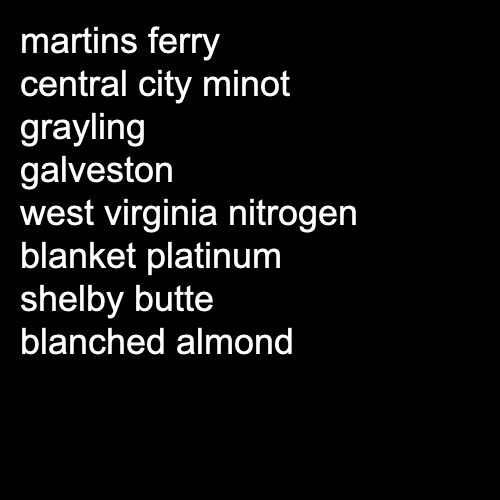 martins ferry
central city minot
grayling
galveston
west virginia nitrogen
blanket platinum
shelby butte
blanched almond